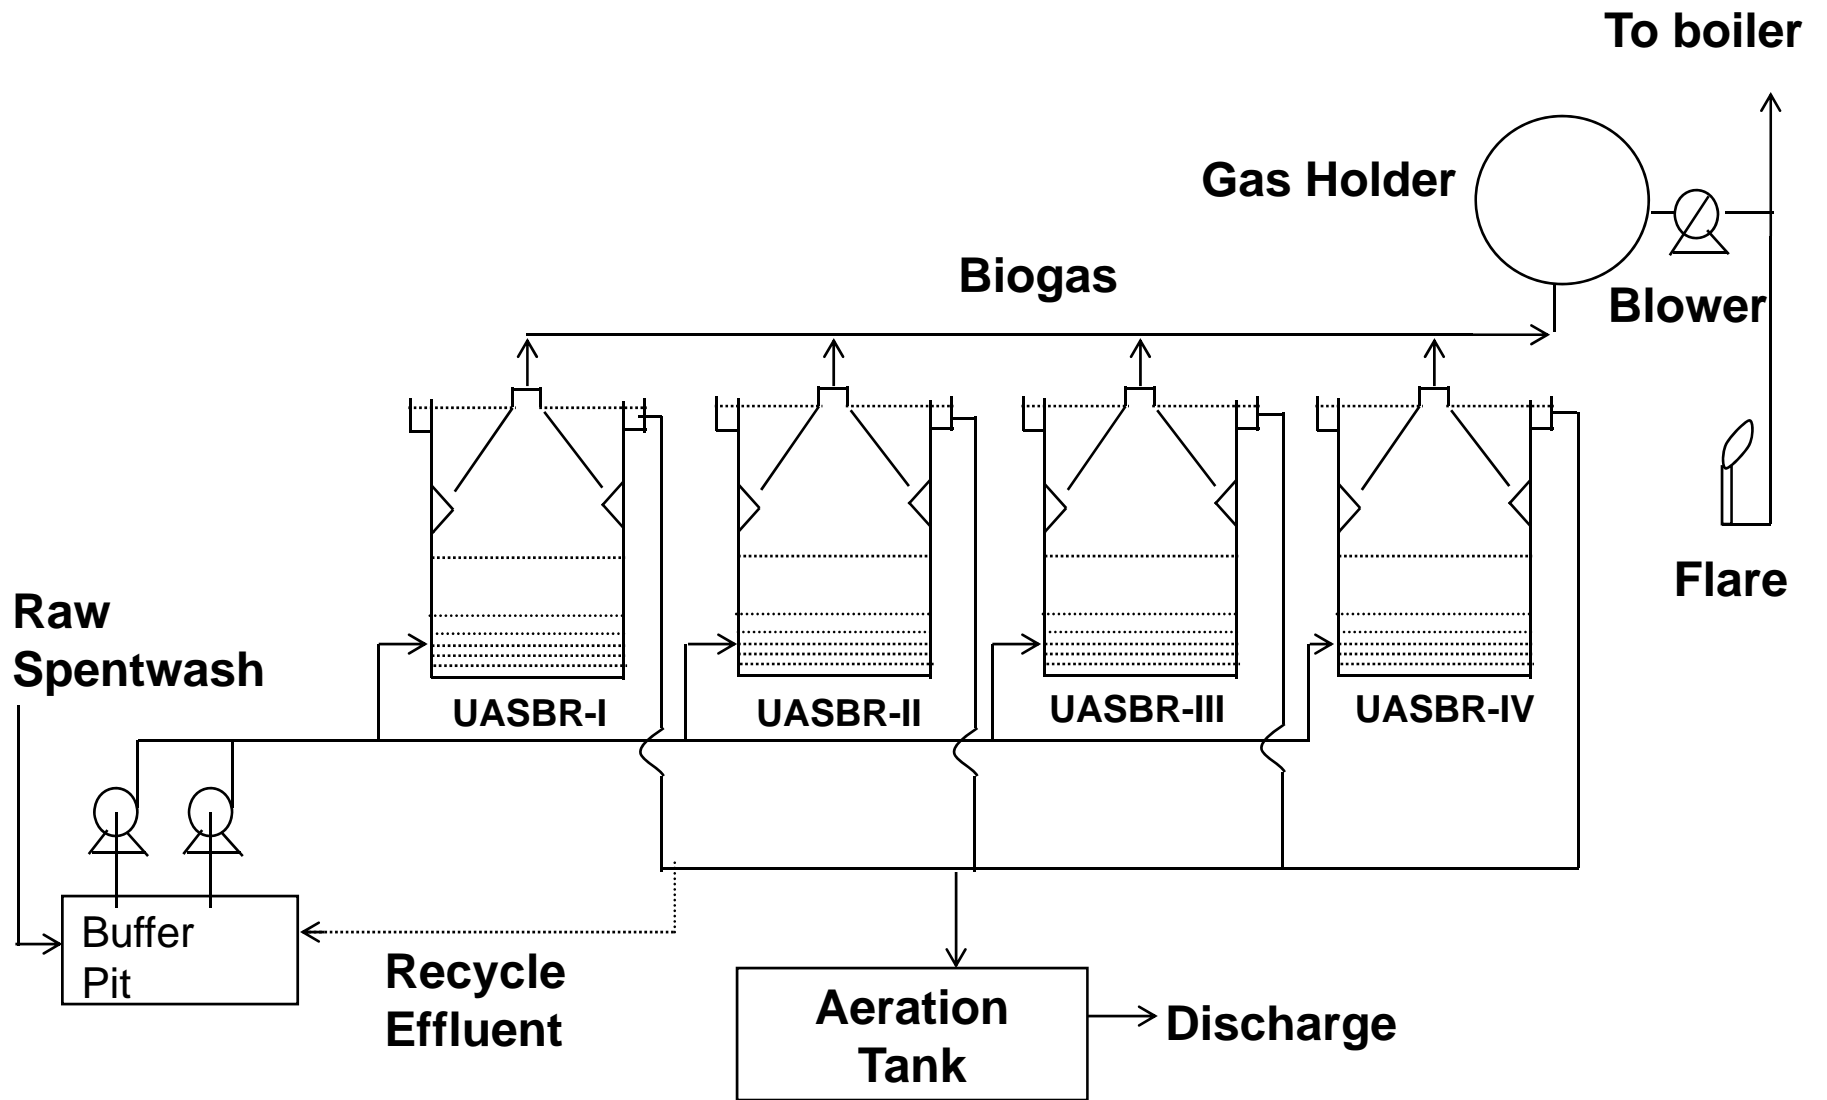 To boiler
Gas Holder
Biogas
Blower
Flare
Raw
Spentwash
UASBR-I
UASBR-II
UASBR-III
UASBR-IV
Buffer
Pit
Recycle
Effluent
Aeration
Tank
Discharge